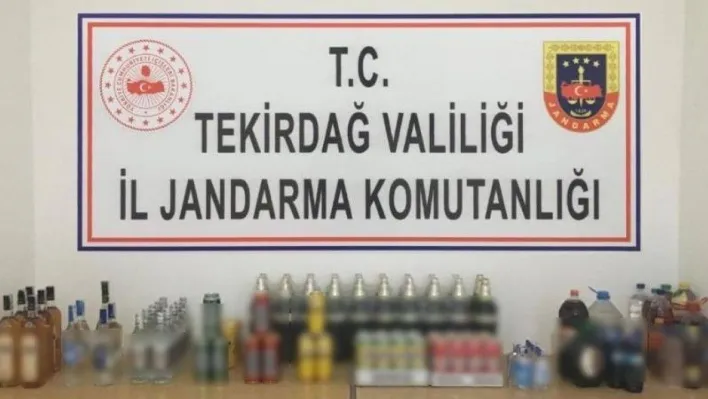 T.C.
TEKİRDAĞ VALİLİĞİ
İL JANDARMA KOMUTANLIĞI
JANDARMA